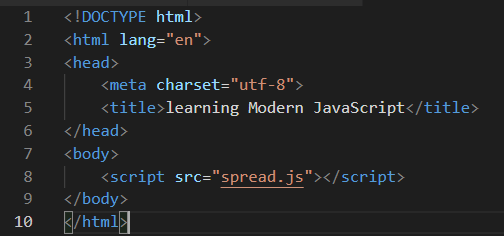 1 <!DOCTYPE html>
2 <html lang="en">
3 <head>
4     <meta charset="utf-8">
5     <title>learning Modern JavaScript</title>
6 </head>
7 <body>
8     <script src="spread.js"></script>
9 </body>
10 </html>